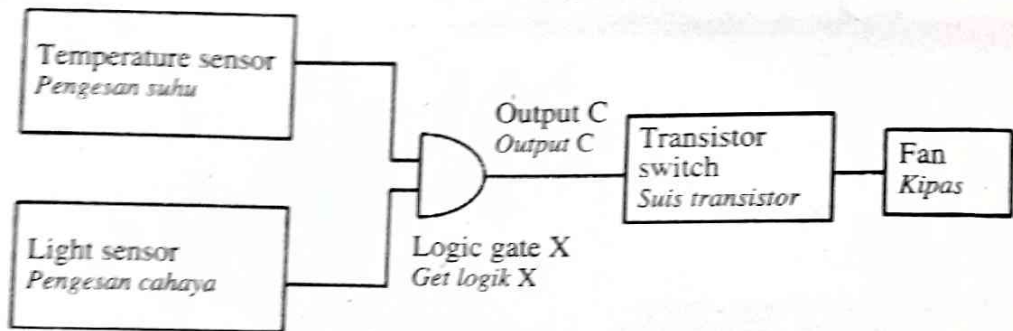 Temperature sensor
Pengesan suhu
Output C
Output C
Transistor
switch
Suis transistor
Fan
Kipas
Light sensor
Pengesan cahaya
Logic gate X
Get logik X